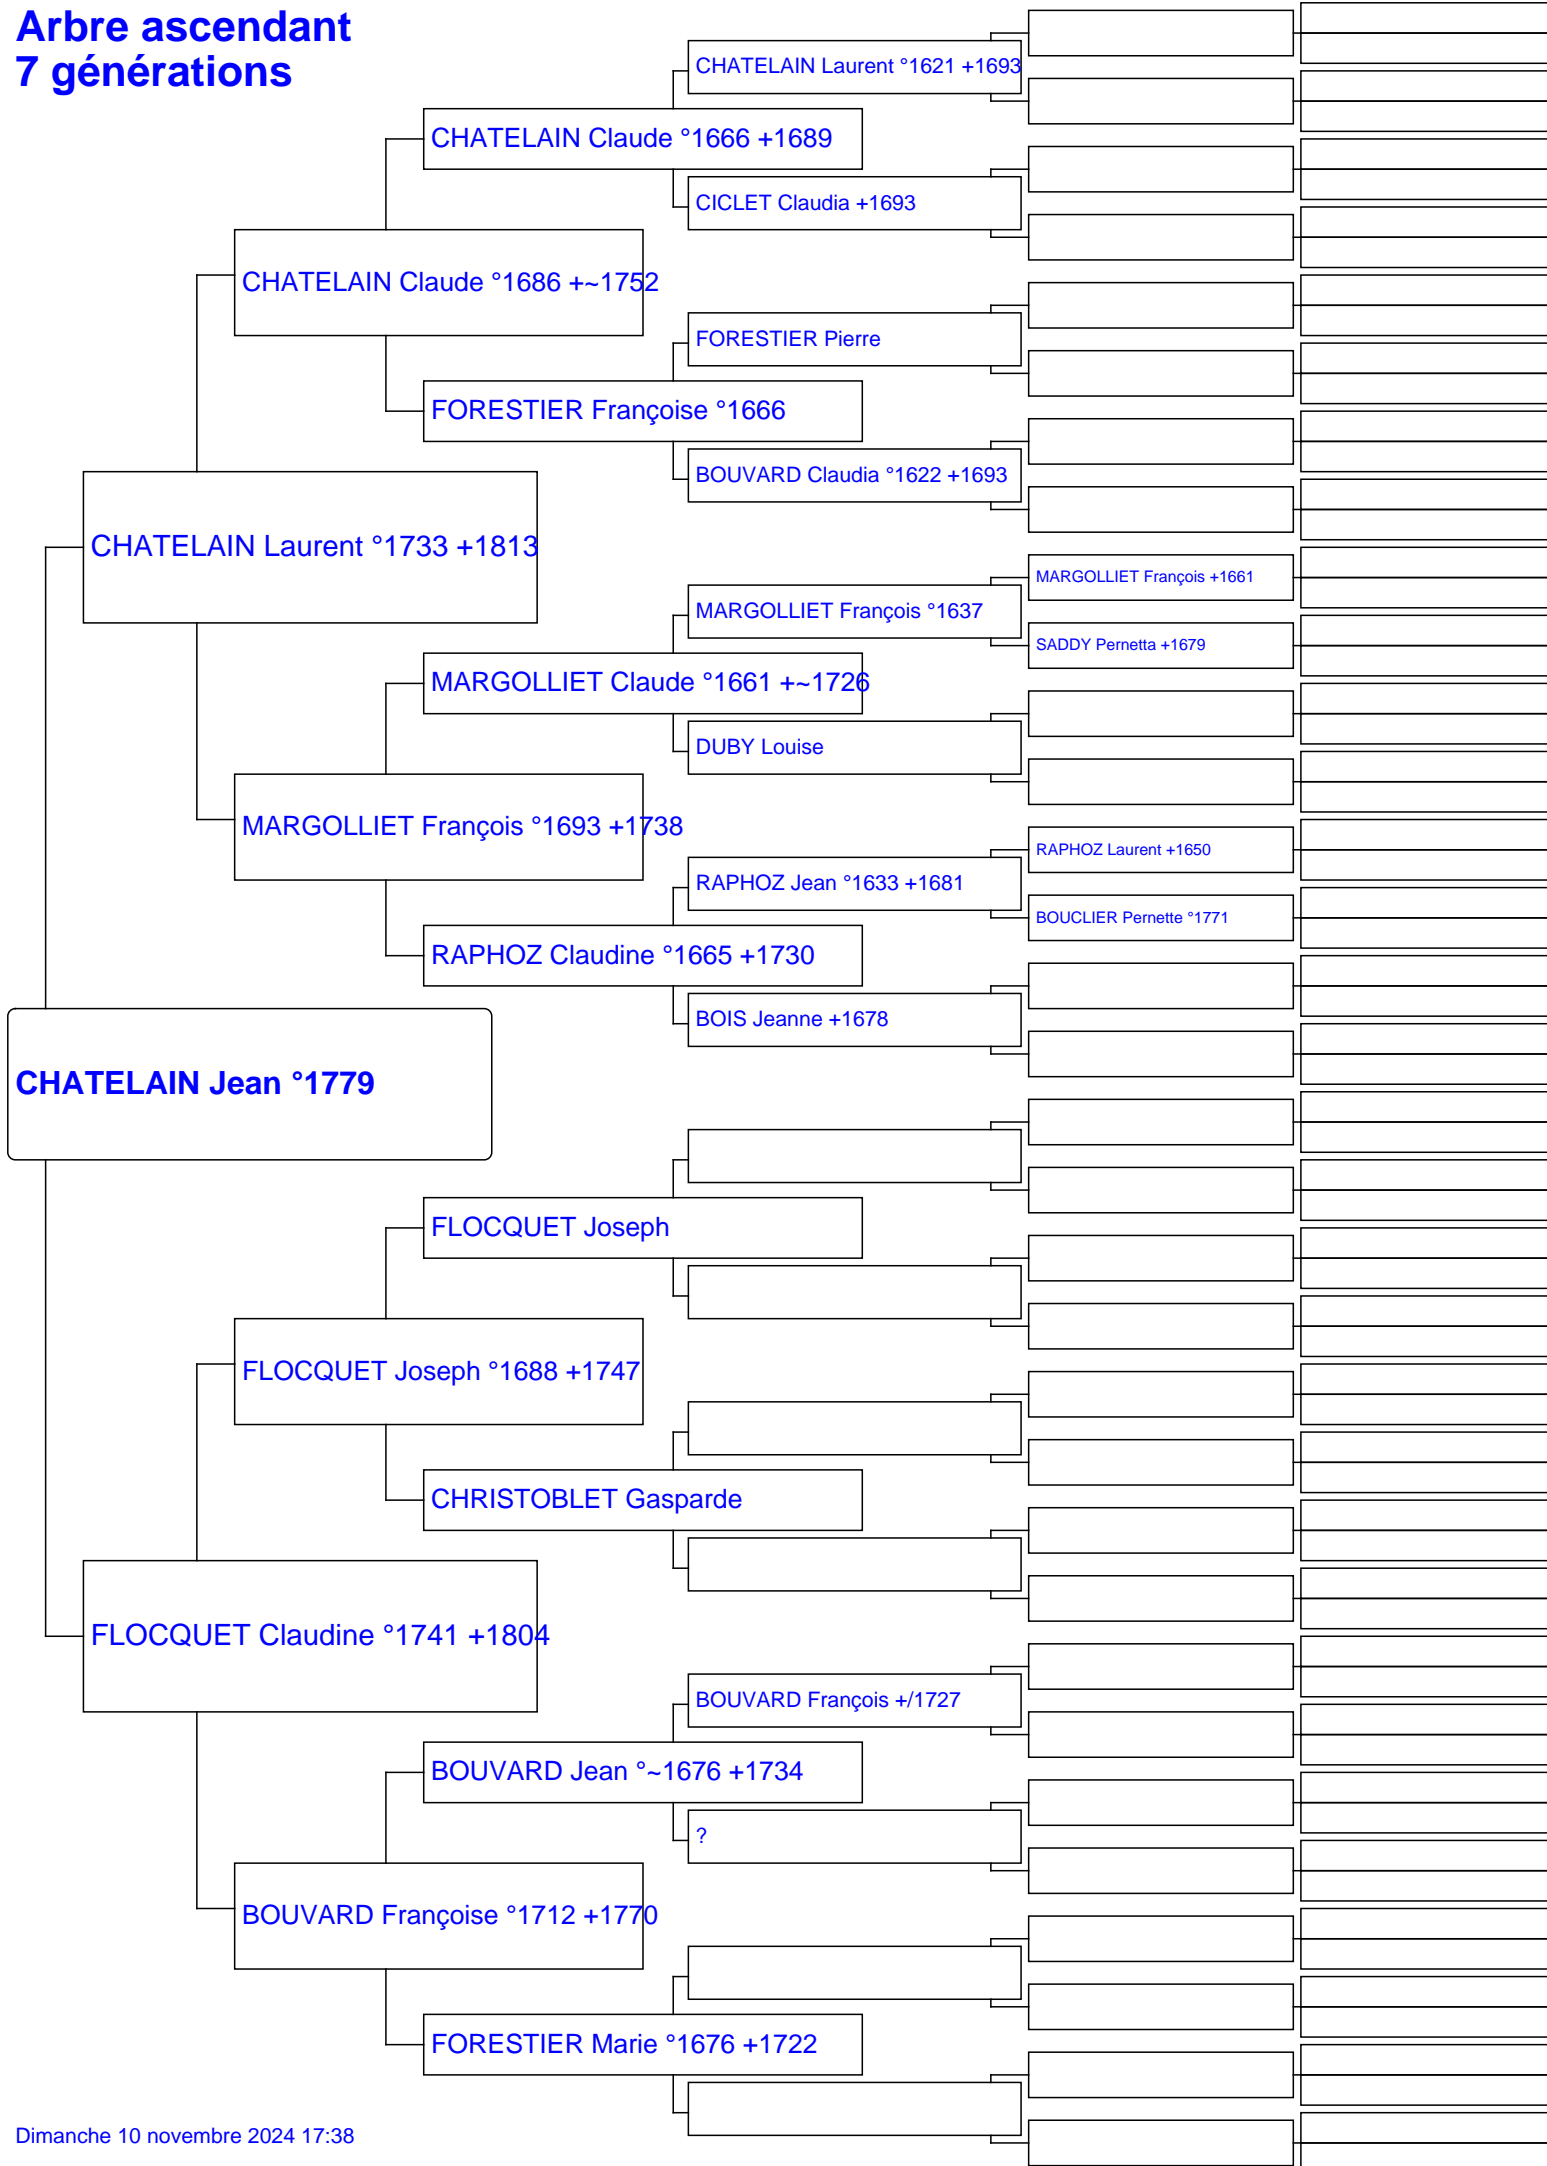 Arbre ascendant
7 générations
CHATELAIN Laurent °1621 +1693
CHATELAIN Claude °1666 +1689
CICLET Claudia +1693
CHATELAIN Claude °1686 +~1752
FORESTIER Pierre
FORESTIER Françoise °1666
BOUVARD Claudia °1622 +1693
CHATELAIN Laurent °1733 +1813
MARGOLLIET François +1661
MARGOLLIET François °1637
SADDY Pernetta +1679
MARGOLLIET Claude °1661 +~1726
DUBY Louise
MARGOLLIET François °1693 +1738
RAPHOZ Laurent +1650
RAPHOZ Jean °1633 +1681
BOUCLIER Pernette °1771
RAPHOZ Claudine °1665 +1730
BOIS Jeanne +1678
CHATELAIN Jean °1779
FLOCQUET Joseph
FLOCQUET Joseph °1688 +1747
CHRISTOBLET Gasparde
FLOCQUET Claudine °1741 +1804
BOUVARD François +/1727
BOUVARD Jean °~1676 +1734
?
BOUVARD Françoise °1712 +1770
FORESTIER Marie °1676 +1722
Dimanche 10 novembre 2024 17:38